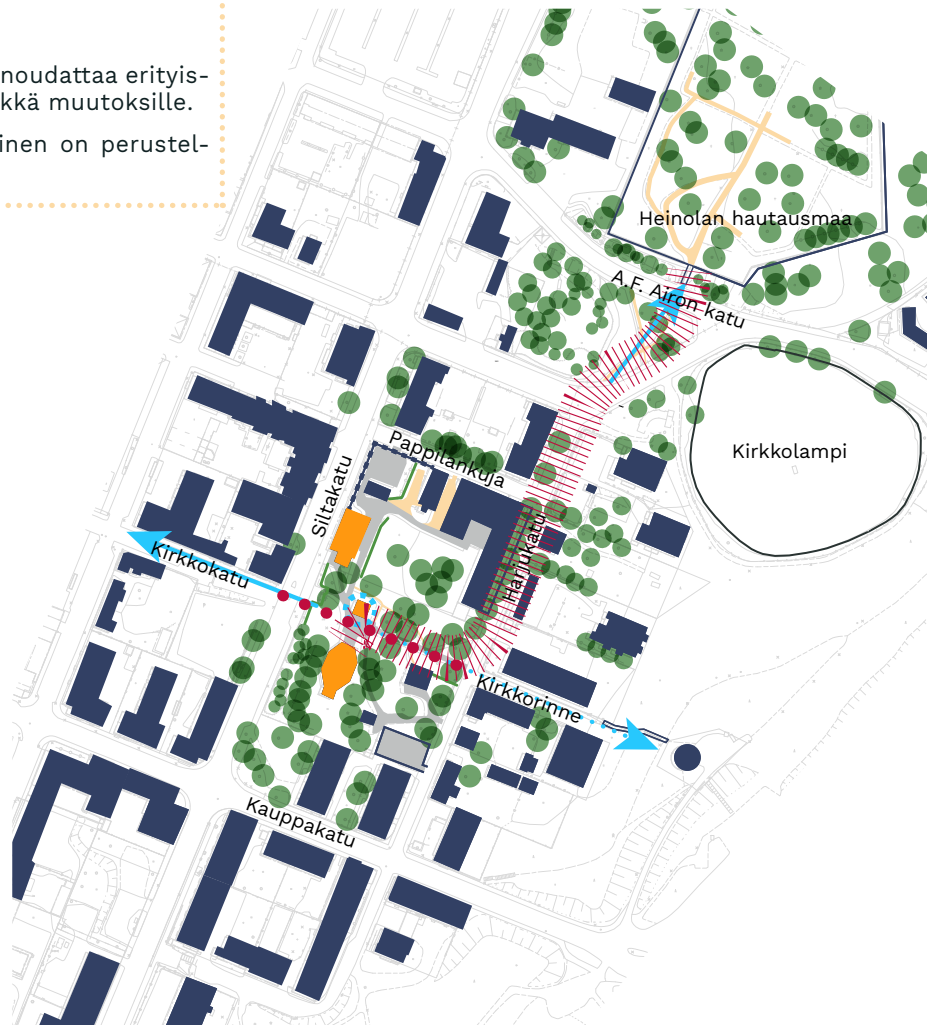 noudattaa erityis-
kkä muutoksille.
inen on perustel-
Heinolan hautausmaa
A.F. Airon katu
Kirkkolampi
Pappilankuja
Siltakatu
Harjukatu
Kirkkokatu
Kirkkorinne
Kauppakatu